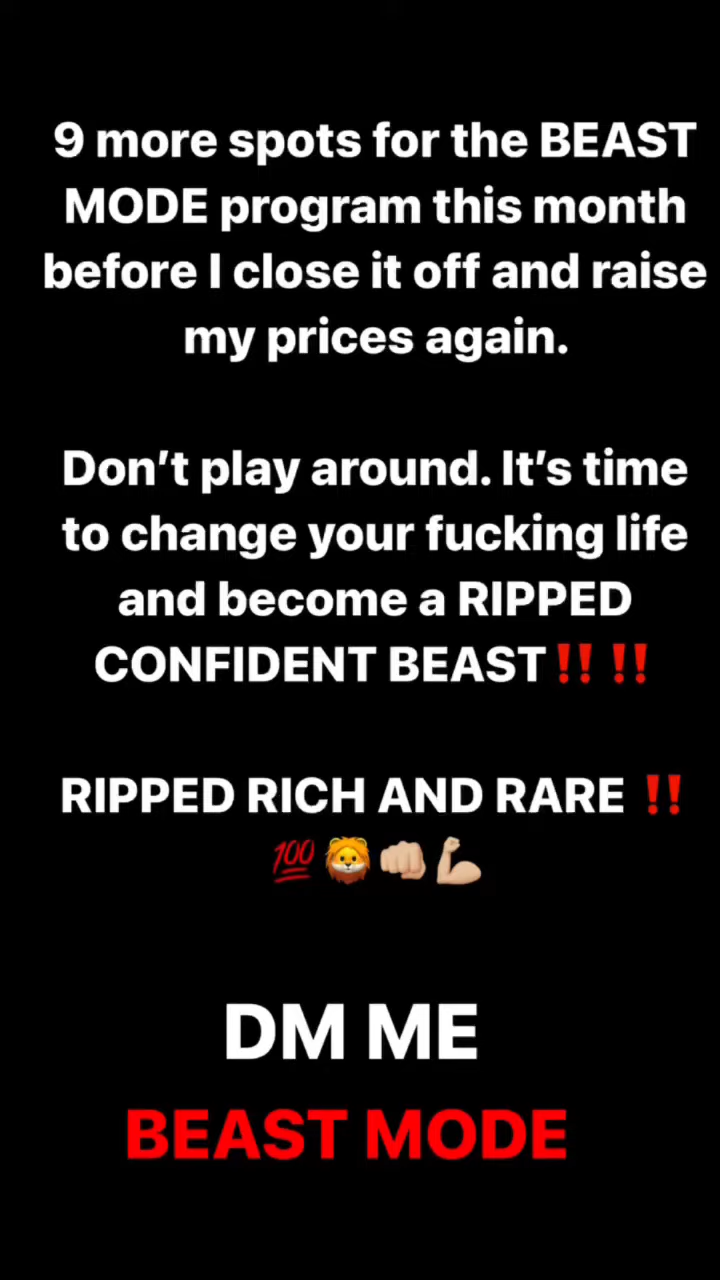 9 more spots for the BEAST
MODE program this month
before I close it off and raise
my prices again.
Don’t play around. It’s time
to change your fucking life
and become a RIPPED
CONFIDENT BEAST‼️ ‼️
RIPPED RICH AND RARE ‼️
💯🦁👊🏼💪🏼
DM ME
BEAST MODE